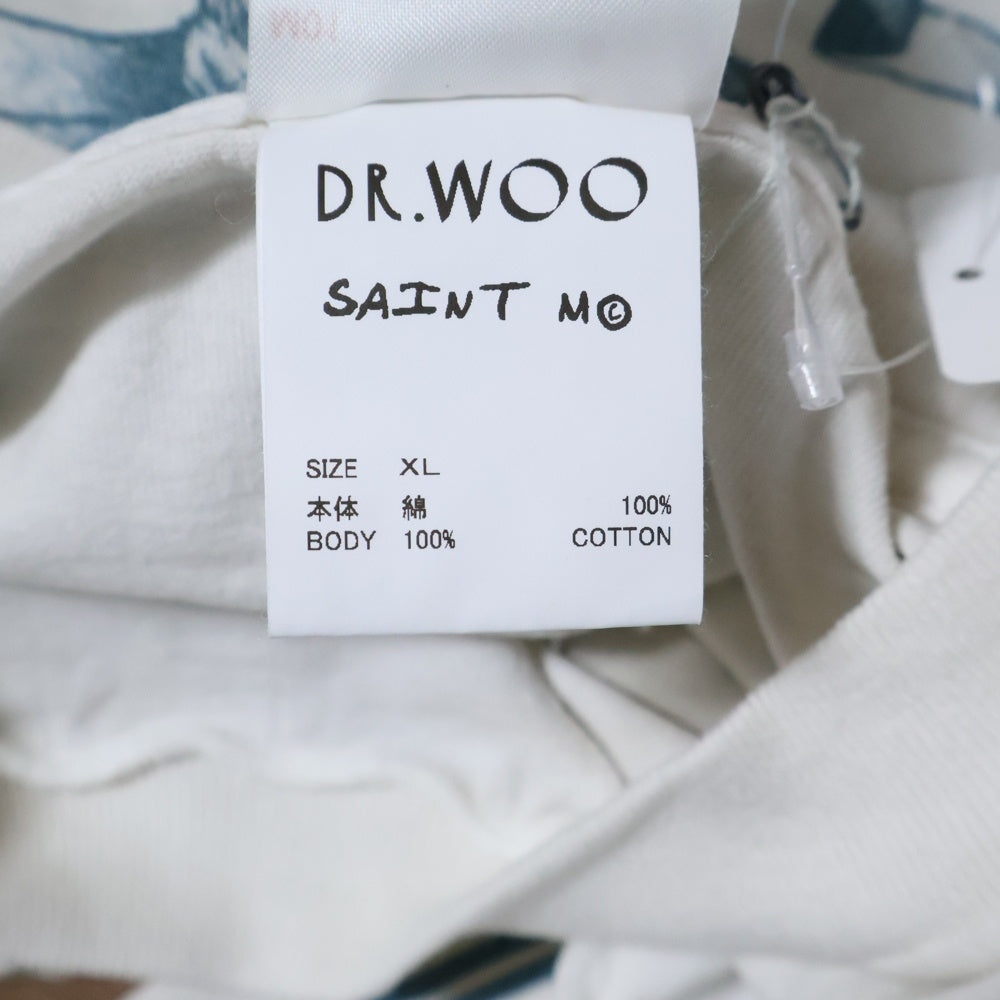 DR.WOO
SAINT M©
SIZE XL
本体 綿 100%
BODY 100% COTTON